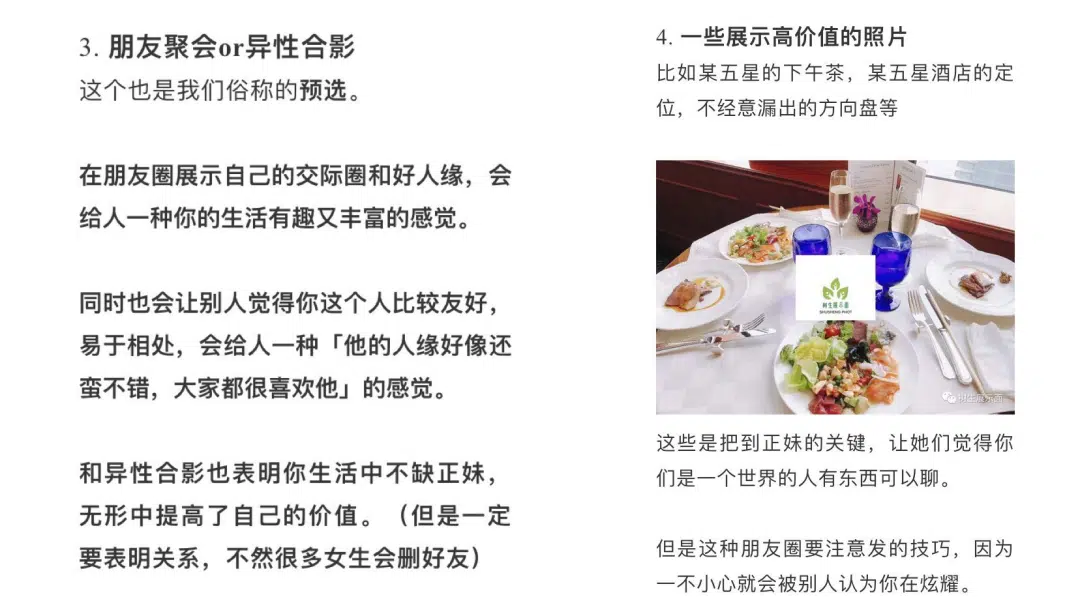 3. 朋友聚会or异性合影
这个也是我们俗称的预选。
在朋友圈展示自己的交际圈和好人缘，会
给人一种你的生活有趣又丰富的感觉。
同时也会让别人觉得你这个人比较友好，
易于相处，会给人一种「他的人缘好像还
蛮不错，大家都很喜欢他」的感觉。
和异性合影也表明你生活中不缺正妹，
无形中提高了自己的价值。（但是一定
要表明关系，不然很多女生会删好友）
4. 一些展示高价值的照片
比如某五星的下午茶，某五星酒店的定
位，不经意漏出的方向盘等
这些是把到正妹的关键，让她们觉得你
们是一个世界的人有东西可以聊。
但是这种朋友圈要注意发的技巧，因为
一不小心就会被别人认为你在炫耀。